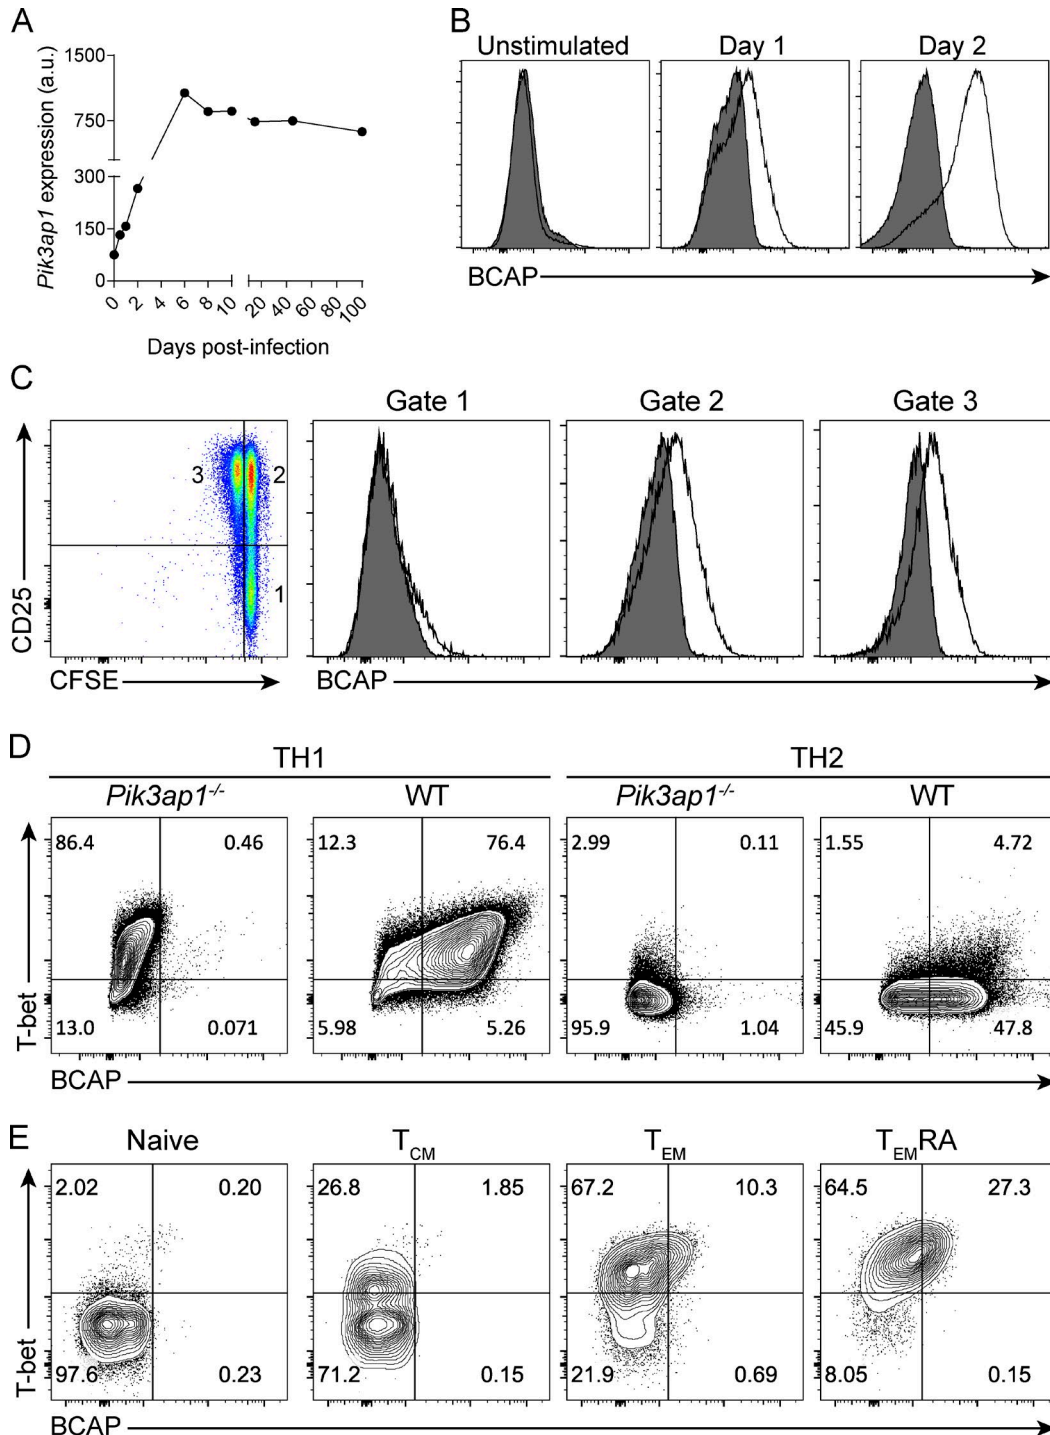 A
1500
750
300
150
0
Pik3ap1 expression (a.u.)
0 2 4 6 8 10 20 40 60 80 100
Days post-infection
B
Unstimulated Day 1 Day 2
BCAP
C
Gate 1 Gate 2 Gate 3
3 2
1
CD25
CFSE BCAP
D
TH1 TH2
Pik3ap1-/- WT Pik3ap1-/- WT
86.4 0.46 12.3 76.4 2.99 0.11 1.55 4.72
13.0 0.071 5.98 5.26 95.9 1.04 45.9 47.8
T-bet
BCAP
E
Naive TCM TEM TEMRA
2.02 0.20 26.8 1.85 67.2 10.3 64.5 27.3
97.6 0.23 71.2 0.15 21.9 0.69 8.05 0.15
T-bet
BCAP